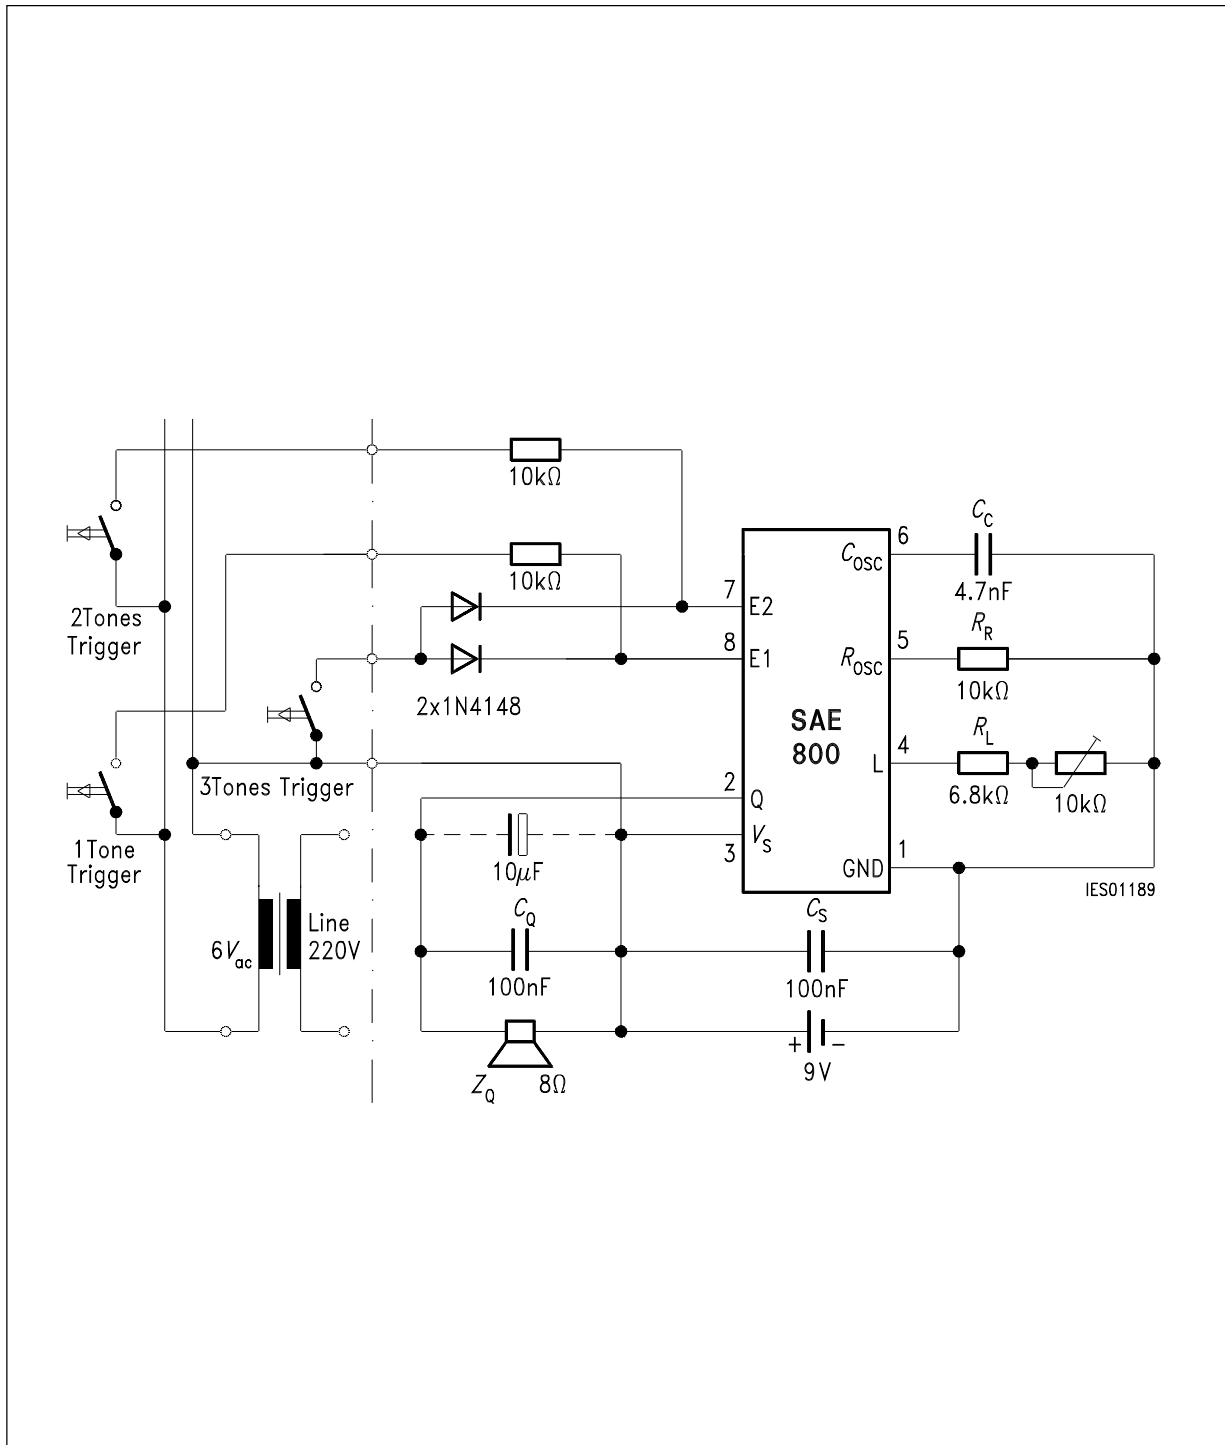 10kΩ
10kΩ
2Tones
Trigger
2x1N4148
3Tones Trigger
1Tone
Trigger
6Vac
Line
220V
7
E2
8
E1
2
Q
VS
3
SAE
800
6
COSC
5
ROSC
4
L
1
GND
CC
4.7nF
RR
10kΩ
RL
6.8kΩ
10kΩ
IES01189
10µF
CQ
100nF
CS
100nF
ZQ
8Ω
+
−
9V